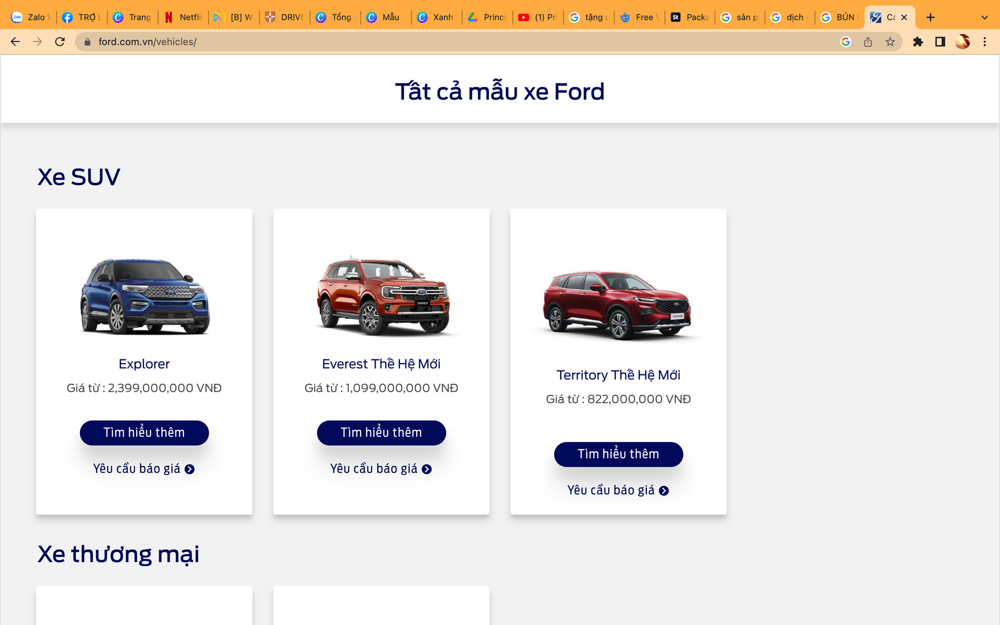 Zalo
TRỢ
Trang
Netfli
[B] W
DRIVE
Tổng
Mẫu
Xanh
Princi
(1) Pri
tặng
Free
Packa
sản p
dịch -
BÚN
ford.com.vn/vehicles/
Tất cả mẫu xe Ford
Xe SUV
Explorer
Giá từ : 2,399,000,000 VNĐ
Tìm hiểu thêm
Yêu cầu báo giá
EVEREST
Everest Thế Hệ Mới
Giá từ : 1,099,000,000 VNĐ
Tìm hiểu thêm
Yêu cầu báo giá
Territory Thế Hệ Mới
Giá từ : 822,000,000 VNĐ
Tìm hiểu thêm
Yêu cầu báo giá
Xe thương mại